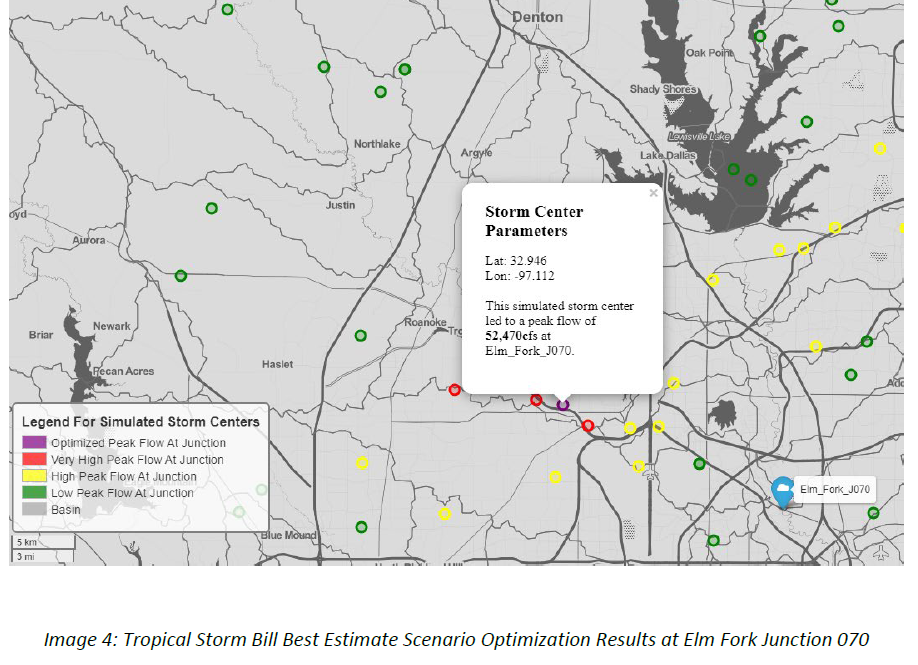 Denton
Oak Point
Shady Shores
Lewisville Lake
Northlake
Argyle
Lake Dallas
Justin
oyd
Aurora
×
Storm Center
Parameters
Lat: 32.946
Lon: -97.112
This simulated storm center
led to a peak flow of
52,470cfs at
Elm_Fork_J070.
Briar
Newark
Roanoke
Tro
Haslet
Pecan Acres
Add
Legend For Simulated Storm Centers
Optimized Peak Flow At Junction
Very High Peak Flow At Junction
High Peak Flow At Junction
Low Peak Flow At Junction
Basin
Elm_Fork_J070
Blue Mound
5 km
3 mi
Image 4: Tropical Storm Bill Best Estimate Scenario Optimization Results at Elm Fork Junction 070